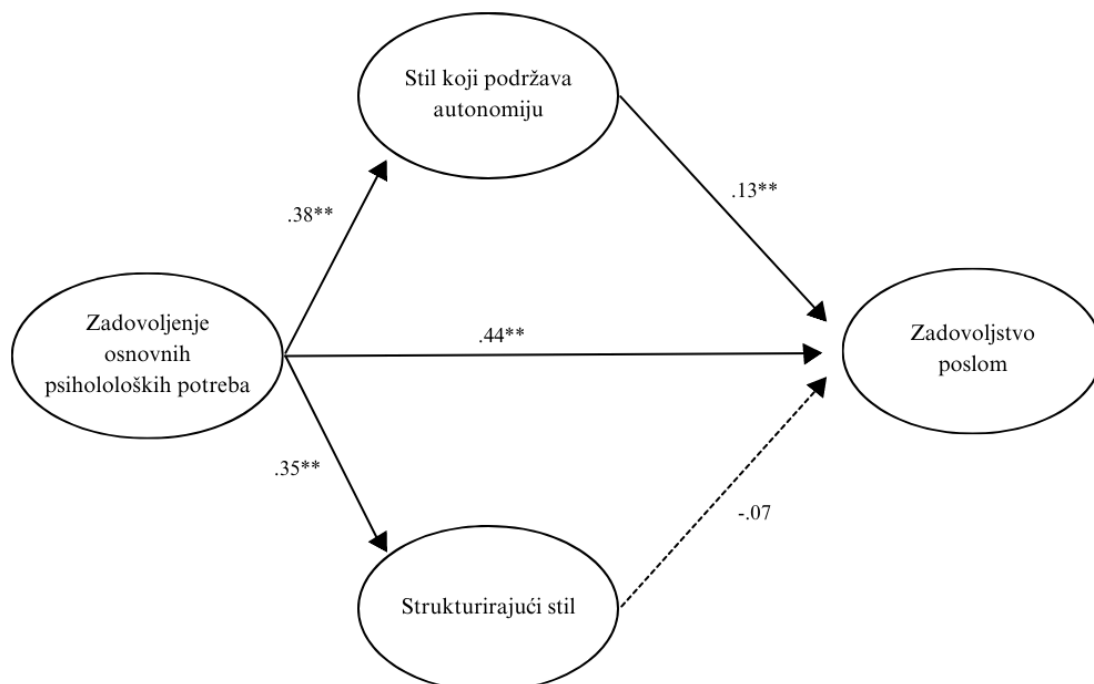 Stil koji podržava
autonomiju
.38**
.13**
Zadovoljenje
osnovnih
psihololoških potreba
.44**
Zadovoljstvo
poslom
.35**
-.07
Strukturirajući stil